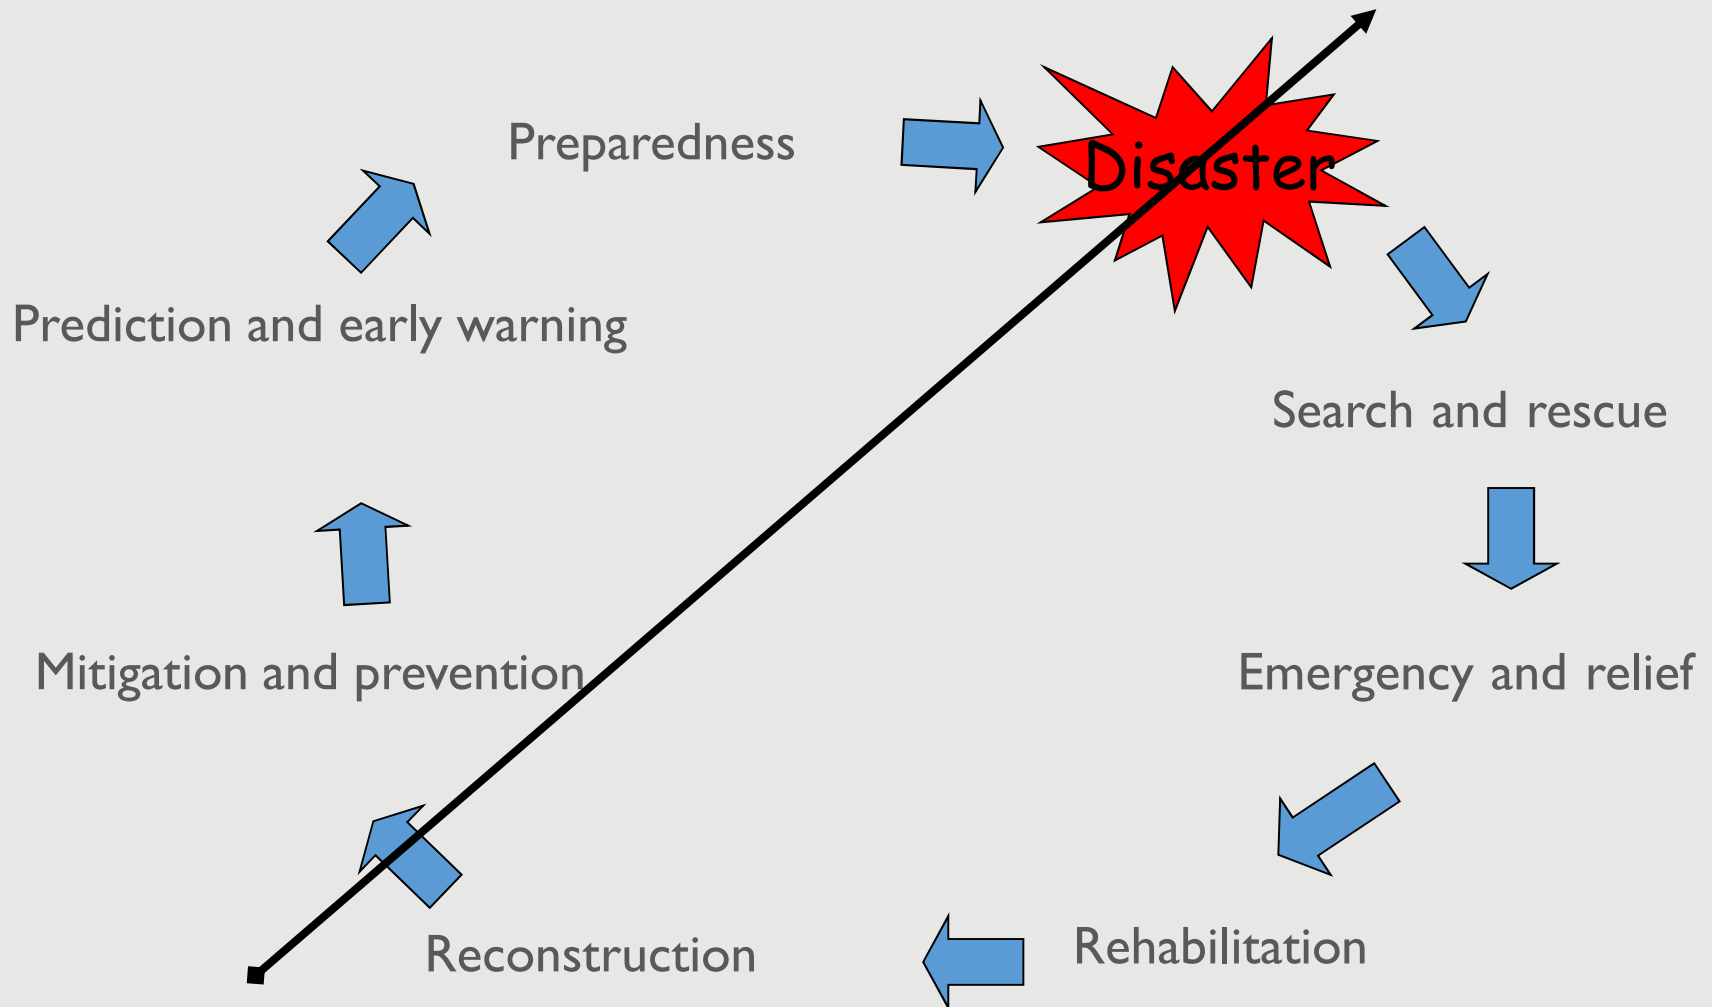 Preparedness
Disaster
Prediction and early warning
Search and rescue
Mitigation and prevention
Emergency and relief
Reconstruction
Rehabilitation